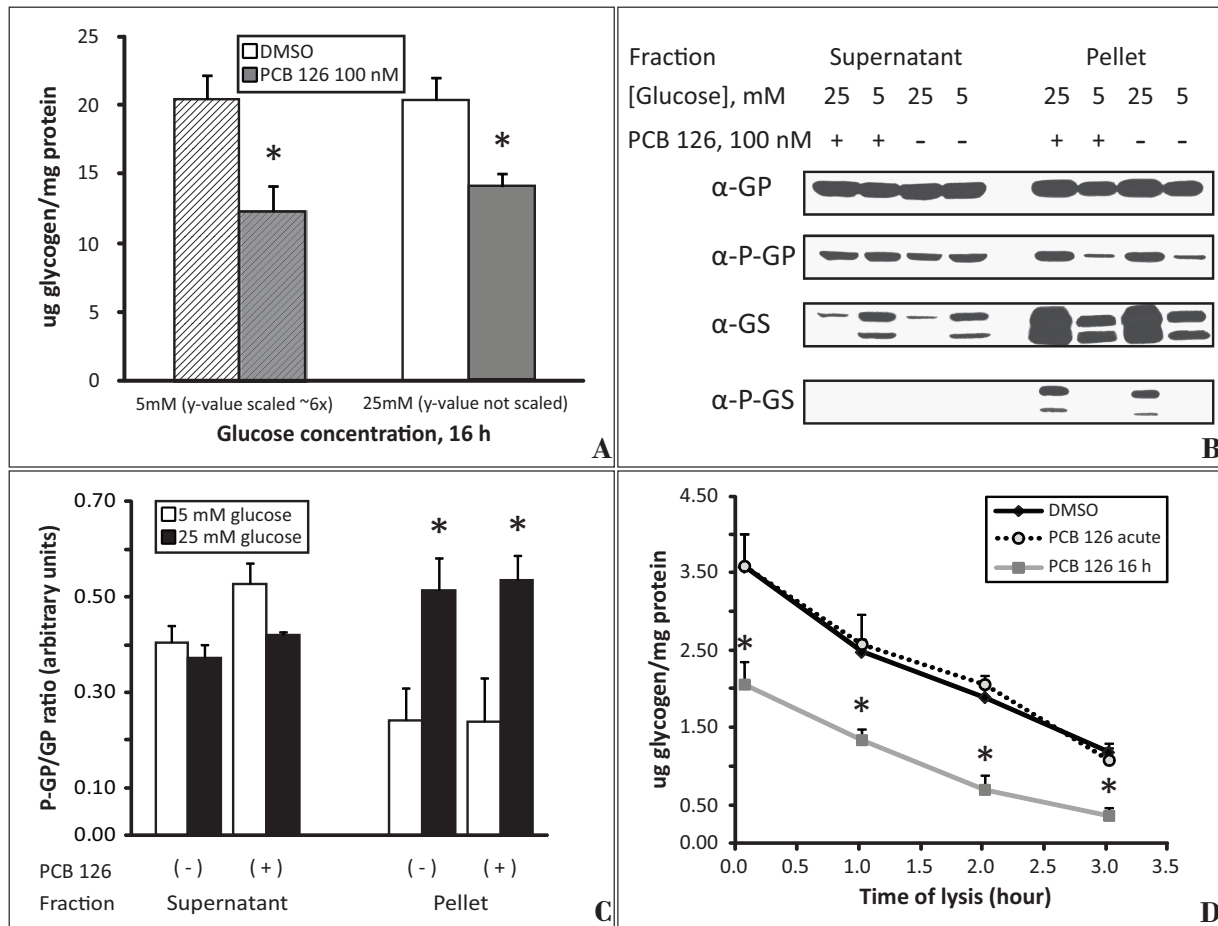 25
20
15
10
5
0
ug glycogen/mg protein
DMSO
PCB 126 100 nM
*
*
5mM (y-value scaled ~6x)
25mM (y-value not scaled)
Glucose concentration, 16 h
A
Fraction Supernatant Pellet
[Glucose], mM 25 5 25 5 25 5 25 5
PCB 126, 100 nM + + - - + + - -
α-GP
α-P-GP
α-GS
α-P-GS
B
0.70
0.50
0.30
0.10
0.00
P-GP/GP ratio (arbitrary units)
5 mM glucose
25 mM glucose
* *
PCB 126 ( - ) ( + ) ( - ) ( + )
Fraction Supernatant Pellet
C
4.50
3.50
2.50
1.50
0.50
0.00
ug glycogen/mg protein
DMSO
PCB 126 acute
PCB 126 16 h
*
*
*
*
0.0 0.5 1.0 2.0 2.5 3.0 3.5
Time of lysis (hour)
D